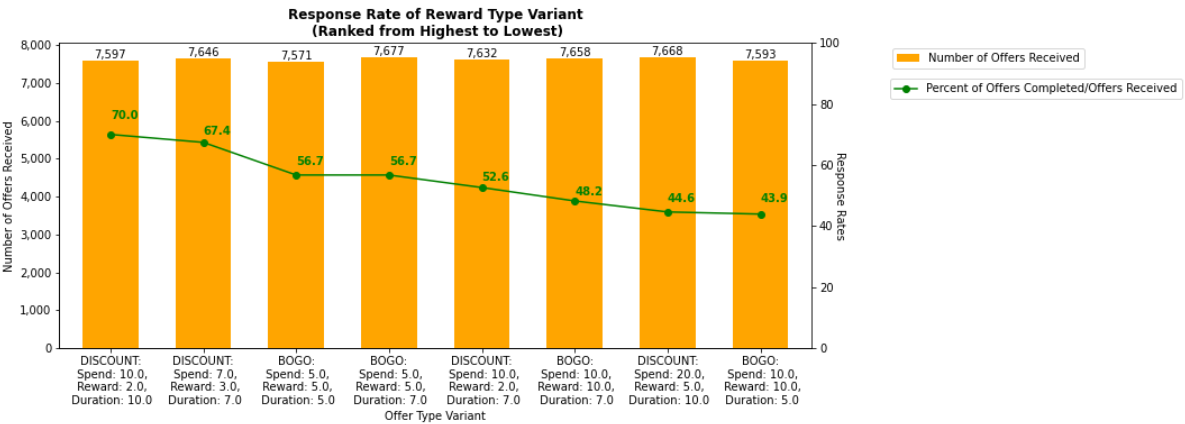 Response Rate of Reward Type Variant
(Ranked from Highest to Lowest)
Number of Offers Received
8,000
7,000
6,000
5,000
4,000
3,000
2,000
1,000
0
7,597
7,646
7,571
7,677
7,632
7,658
7,668
7,593
70.0
67.4
56.7
56.7
52.6
48.2
44.6
43.9
100
80
60
40
20
0
Response Rates
Number of Offers Received
Percent of Offers Completed/Offers Received
DISCOUNT:
Spend: 10.0,
Reward: 2.0,
Duration: 10.0
DISCOUNT:
Spend: 7.0,
Reward: 3.0,
Duration: 7.0
BOGO:
Spend: 5.0,
Reward: 5.0,
Duration: 5.0
BOGO:
Spend: 5.0,
Reward: 5.0,
Duration: 7.0
DISCOUNT:
Spend: 10.0,
Reward: 2.0,
Duration: 7.0
BOGO:
Spend: 10.0,
Reward: 10.0,
Duration: 7.0
DISCOUNT:
Spend: 20.0,
Reward: 5.0,
Duration: 10.0
BOGO:
Spend: 10.0,
Reward: 10.0,
Duration: 5.0
Offer Type Variant